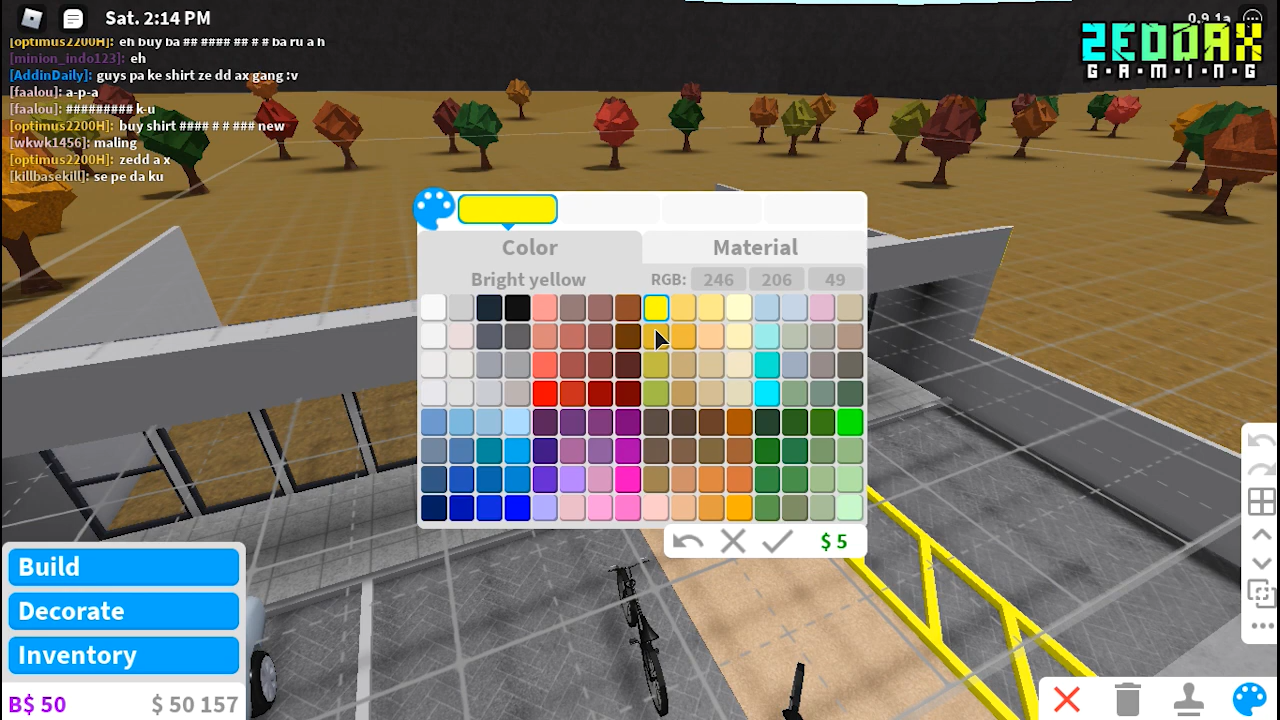 Sat. 2:14 PM
0.9.1a
ZEDDAX
G·A·M·I·N·G
[optimus2200H]: eh buy ba ## #### ## # # ba ru a h
[minion_indo123]: eh
[AddinDaily]: guys pa ke shirt ze dd ax gang :v
[faalou]: a-p-a
[faalou]: ######### k-u
[optimus2200H]: buy shirt #### # # ### new
[wkwk1456]: maling
[optimus2200H]: zedd a x
[killbasekill]: se pe da ku
Color
Material
Bright yellow
RGB: 246 206 49
$ 5
Build
Decorate
Inventory
B$ 50
$ 50 157